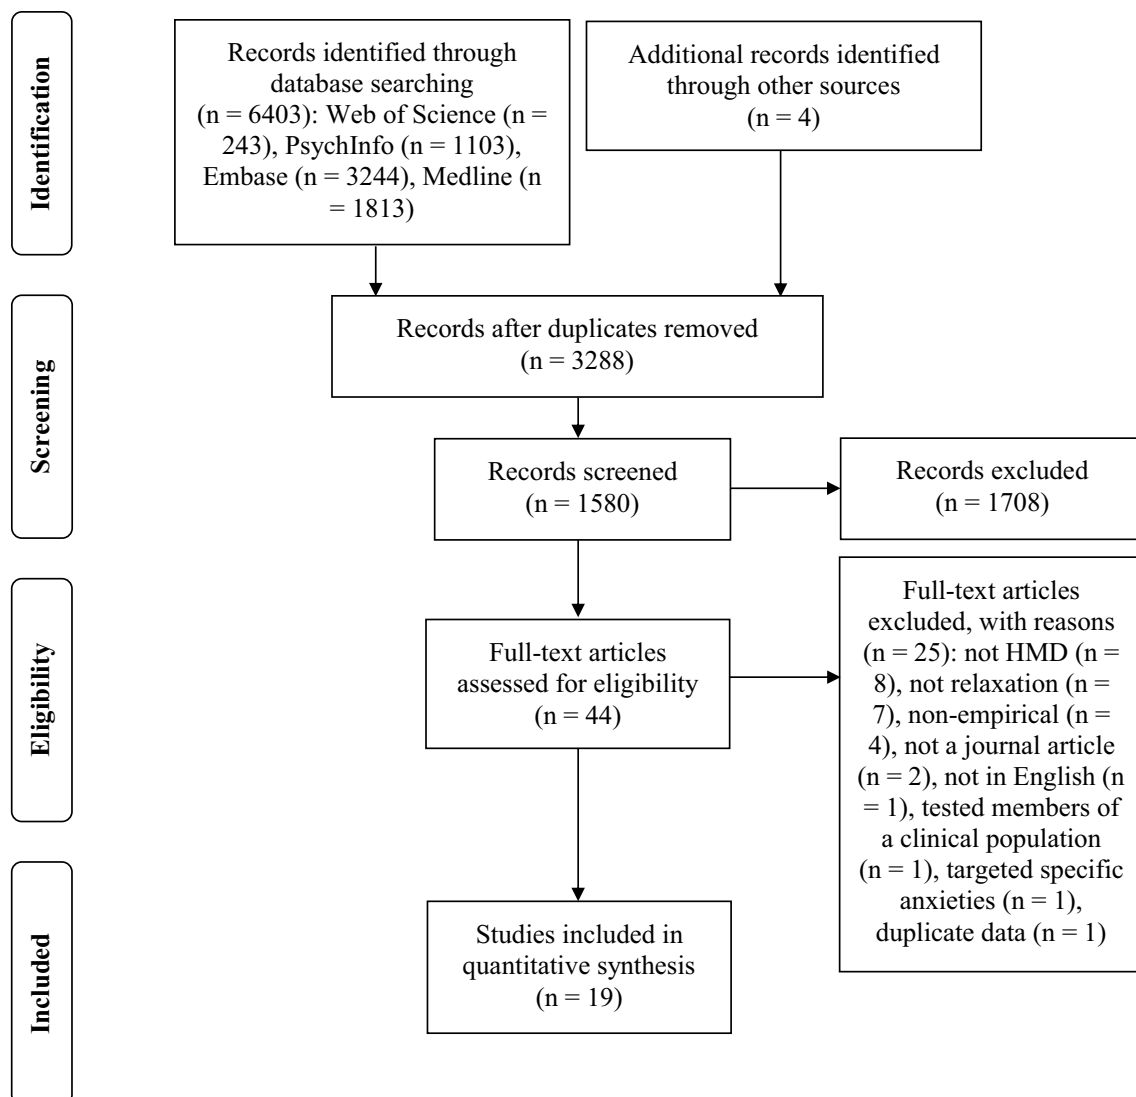 Identification
Records identified through
database searching
(n = 6403): Web of Science (n =
243), PsychInfo (n = 1103),
Embase (n = 3244), Medline (n
= 1813)
Additional records identified
through other sources
(n = 4)
Screening
Records after duplicates removed
(n = 3288)
Records screened
(n = 1580)
Records excluded
(n = 1708)
Eligibility
Full-text articles
assessed for eligibility
(n = 44)
Full-text articles
excluded, with reasons
(n = 25): not HMD (n =
8), not relaxation (n =
7), non-empirical (n =
4), not a journal article
(n = 2), not in English (n
= 1), tested members of
a clinical population
(n = 1), targeted specific
anxieties (n = 1),
duplicate data (n = 1)
Included
Studies included in
quantitative synthesis
(n = 19)